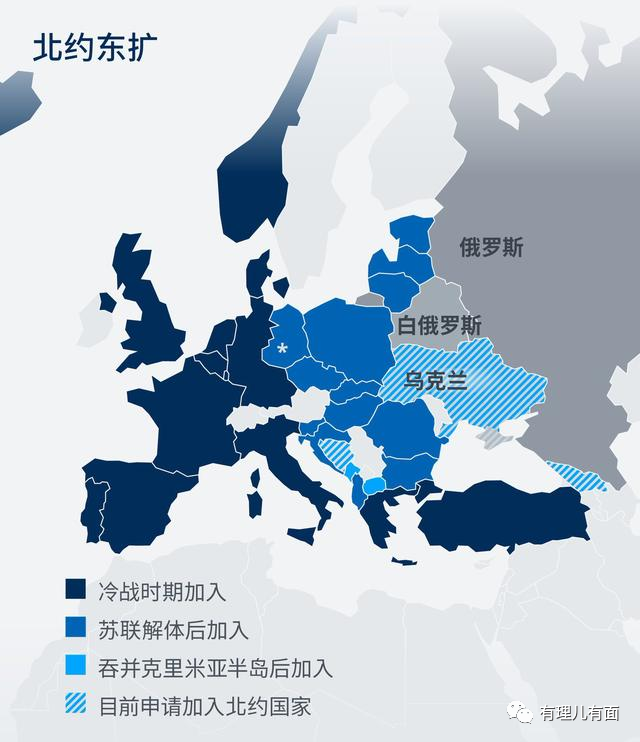 北约东扩
俄罗斯
白俄罗斯
*
乌克兰
冷战时期加入
苏联解体后加入
吞并克里米亚半岛后加入
目前申请加入北约国家
有理儿有面